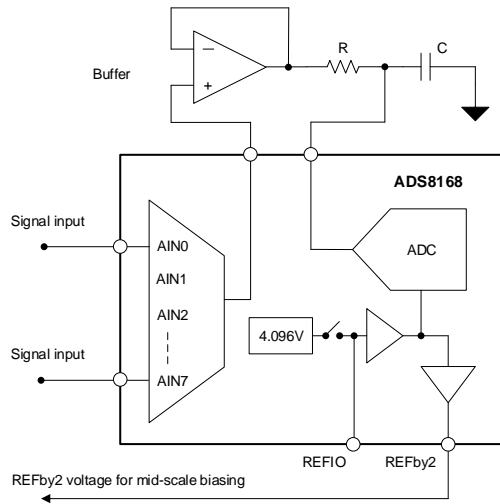 R
C
Buffer
−
+
ADS8168
Signal input
AIN0
ADC
AIN1
AIN2
4.096V
Signal input
AIN7
REFIO
REFby2
REFby2 voltage for mid-scale biasing